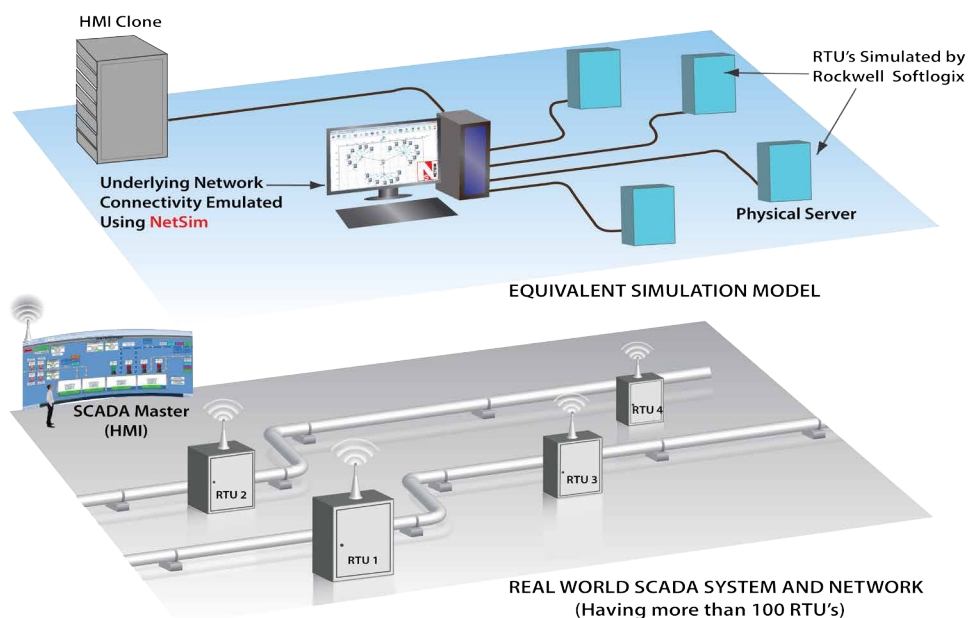 HMI Clone
RTU's Simulated by
Rockwell Softlogix
Underlying Network
Connectivity Emulated
Using NetSim
Physical Server
EQUIVALENT SIMULATION MODEL
SCADA Master
(HMI)
RTU 4
RTU 2
RTU 3
RTU 1
REAL WORLD SCADA SYSTEM AND NETWORK
(Having more than 100 RTU's)